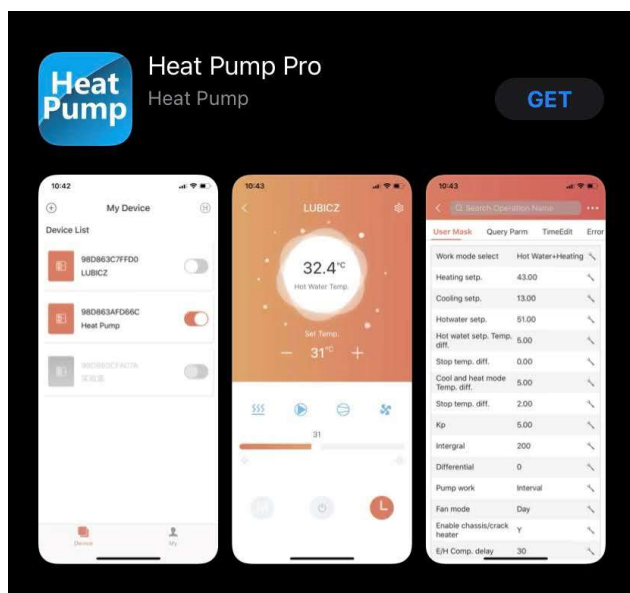 Heat Pump
Heat Pump Pro
Heat Pump
GET
10:42
My Device
Device List
98D863C7FFD0
LUBICZ
98D863AFD66C
Heat Pump
Device
My
10:43
LUBICZ
32.4°C
Hot Water Temp.
Set Temp.
31°C
31
10:43
Search Operation Name
User Mask Query Parm TimeEdit Error
Work mode select Hot Water+Heating
Heating setp. 43.00
Cooling setp. 13.00
Hotwater setp. 51.00
Hot watet setp. Temp. diff. 5.00
Stop temp. diff. 0.00
Cool and heat mode Temp. diff. 5.00
Stop temp. diff. 2.00
Kp 5.00
Intergral 200
Differential 0
Pump work Interval
Fan mode Day
Enable chassis/crack heater Y
E/H Comp. delay 30